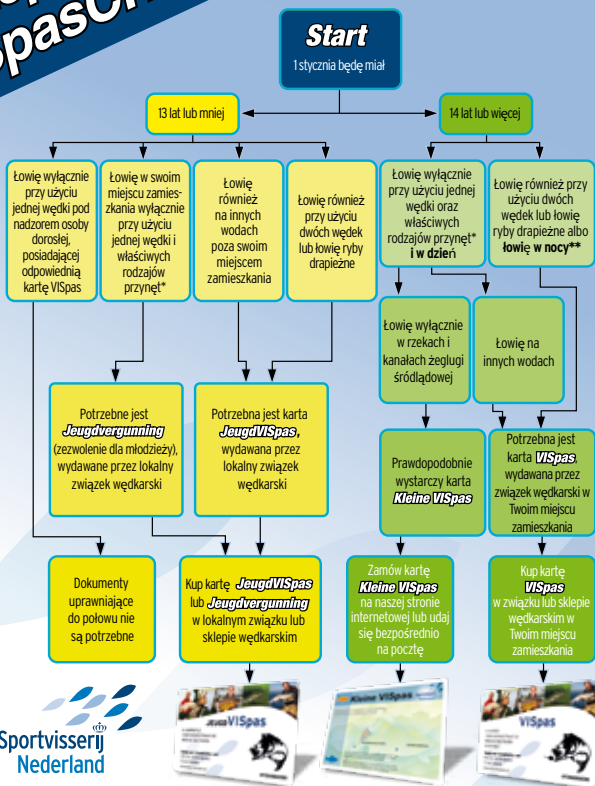 Start
1 stycznia będę miał
13 lat lub mniej
14 lat lub więcej
Łowię wyłącznie
przy użyciu
jednej wędki pod
nadzorem osoby
dorosłej,
posiadającej
odpowiednią
kartę VISpas
Łowię w swoim
miejscu zamiesz-
kania wyłącznie
przy użyciu
jednej wędki i
właściwych
rodzajów
przynęt*
Łowię
również
na innych
wodach
poza swoim
miejscem
zamieszkania
Łowię również
przy użyciu
dwóch wędek
lub łowię ryby
drapieżne
Łowię wyłącznie
przy użyciu jednej
wędki oraz
właściwych
rodzajów przynęt*
i w dzień
Łowię również przy
użyciu dwóch
wędek lub łowię
ryby drapieżne albo
łowię w nocy**
Łowię wyłącznie
w rzekach i
kanałach żeglugi
śródlądowej
Łowię na
innych wodach
Potrzebne jest
Jeugdvergunning
(zezwolenie dla młodzieży),
wydawane przez lokalny
związek wędkarski
Potrzebna jest karta
JeugdVISpas,
wydawana przez
lokalny związek
wędkarski
Prawdopodobnie
wystarczy karta
Kleine VISpas
Potrzebna jest
karta VISpas,
wydawana przez
związek wędkarski w
Twoim miejscu
zamieszkania
Dokumenty
uprawniające
do połowu nie
są potrzebne
Kup kartę JeugdVISpas
lub Jeugdvergunning
w lokalnym związku lub
sklepie wędkarskim
Zamów kartę
Kleine VISpas
na naszej stronie
internetowej lub udaj
się bezpośrednio
na pocztę
Kup kartę
VISpas
w związku lub sklepie
wędkarskim w
Twoim miejscu
zamieszkania
Sportvisserij
Nederland
JEUGDVISpas
Kleine VISpas
VISpas